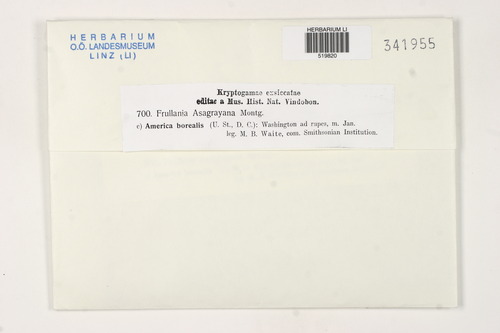 HERBARIUM
O.Ö. LANDESMUSEUM
LINZ (LI)
HERBARIUM LI
519820
341955
Kryptogamae exsiccatae
editae a Mus. Hist. Nat. Vindobon.
700. Frullania Asagrayana Montg.
c) America borealis (U. St., D. C.): Washington ad rupes, m. Jan.
leg. M. B. Waite, com. Smithsonian Institution.